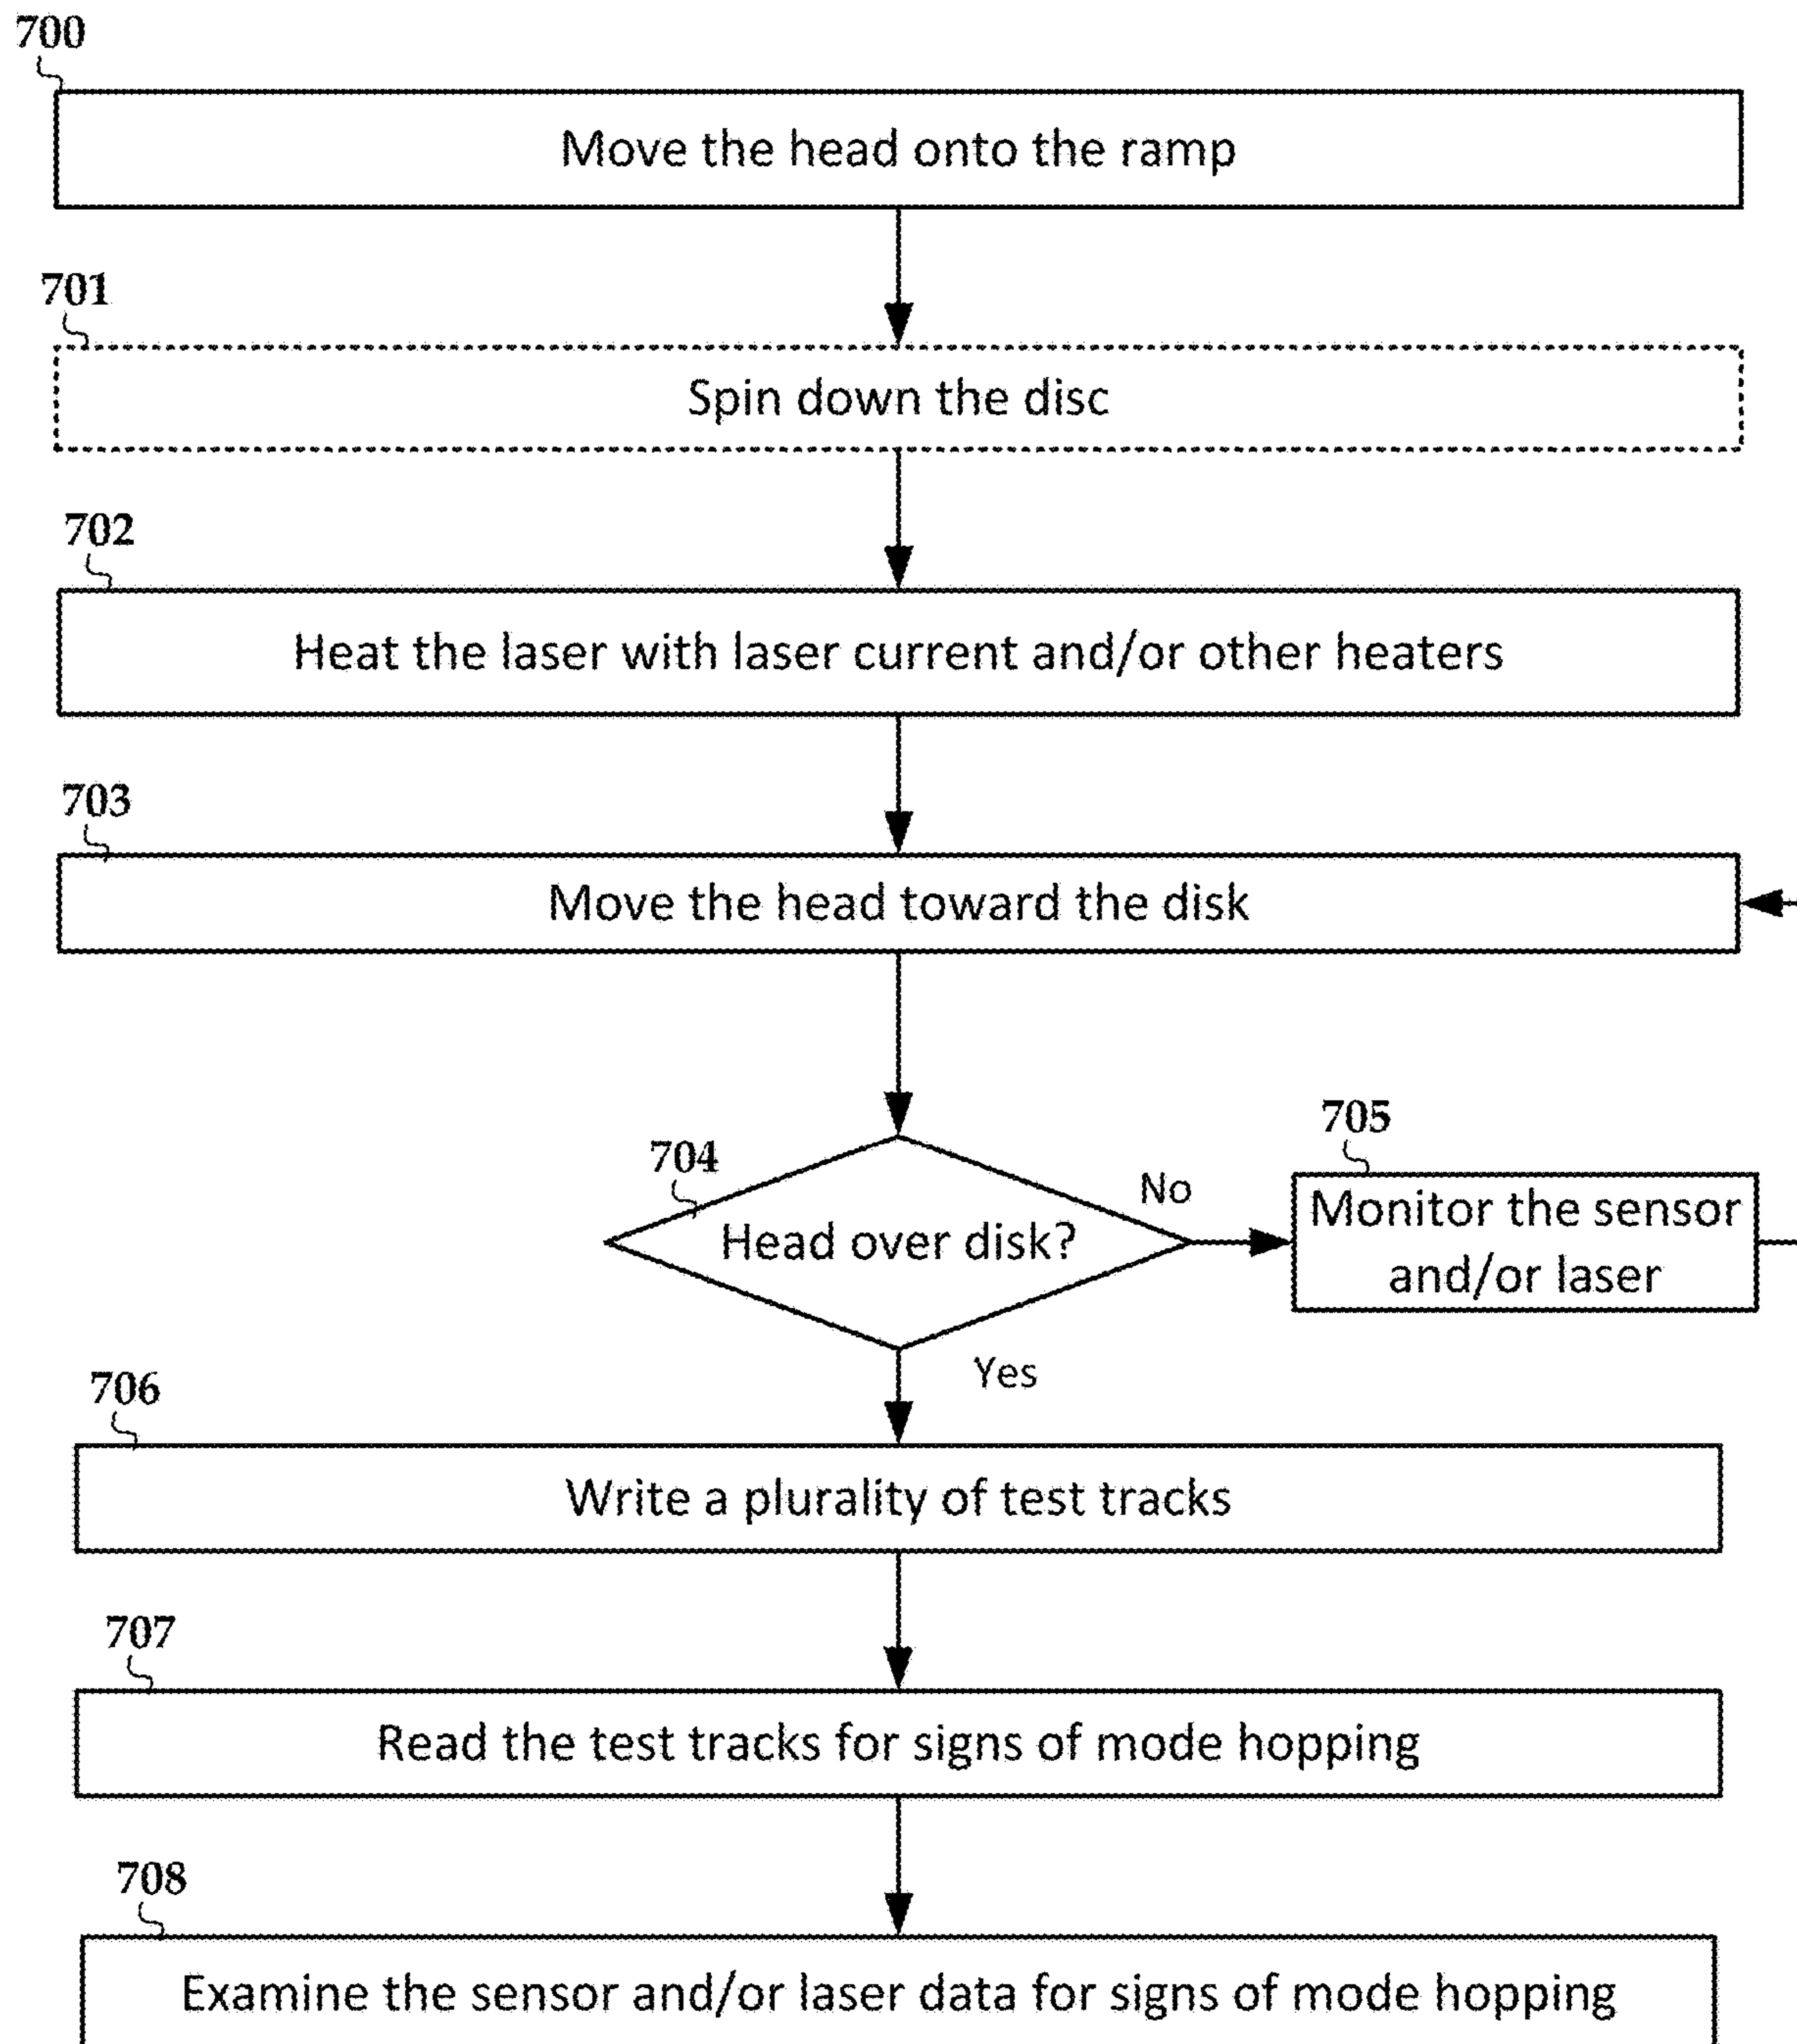 700
Move the head onto the ramp
701
Spin down the disc
702
Heat the laser with laser current and/or other heaters
703
Move the head toward the disk
704
Head over disk?
No
705
Monitor the sensor
and/or laser
Yes
706
Write a plurality of test tracks
707
Read the test tracks for signs of mode hopping
708
Examine the sensor and/or laser data for signs of mode hopping